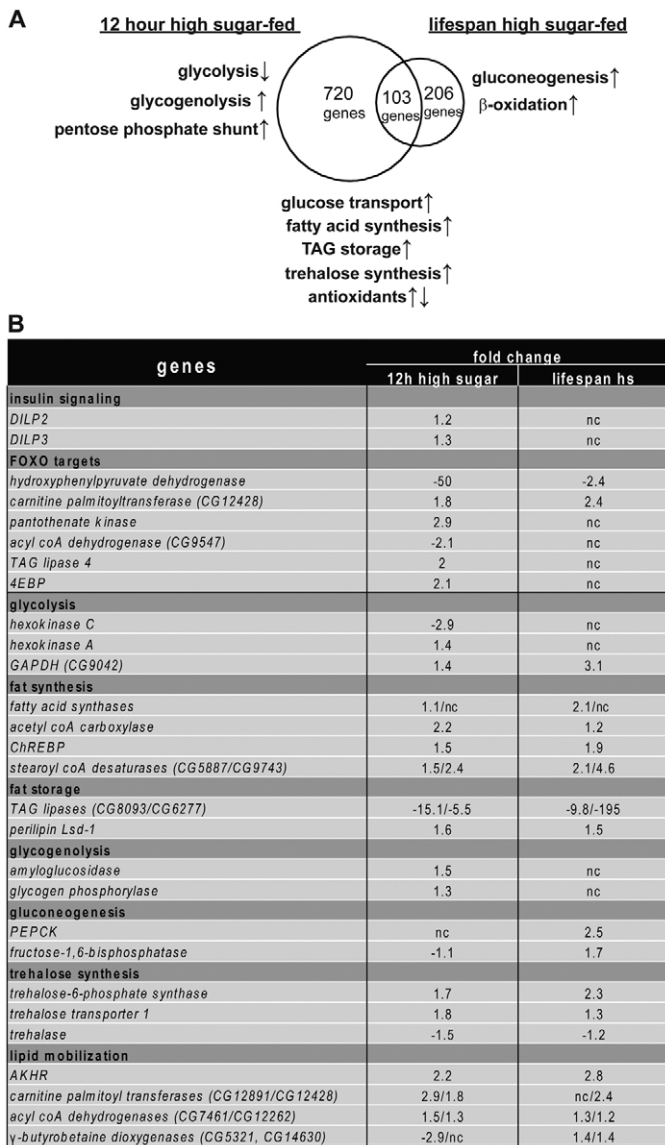 A
12 hour high sugar-fed
lifespan high sugar-fed
glycolysis↓
glycogenolysis ↑
pentose phosphate shunt↑
720
genes
103
genes
206
genes
gluconeogenesis↑
β-oxidation↑
glucose transport↑
fatty acid synthesis↑
TAG storage↑
trehalose synthesis↑
antioxidants↑↓
B
genes
fold change
12h high sugar lifespan hs
insulin signaling
DILP2 1.2 nc
DILP3 1.3 nc
FOXO targets
hydroxyphenylpyruvate dehydrogenase -50 -2.4
carnitine palmitoyltransferase (CG12428) 1.8 2.4
pantothenate kinase 2.9 nc
acyl coA dehydrogenase (CG9547) -2.1 nc
TAG lipase 4 2 nc
4EBP 2.1 nc
glycolysis
hexokinase C -2.9 nc
hexokinase A 1.4 nc
GAPDH (CG9042) 1.4 3.1
fat synthesis
fatty acid synthases 1.1/nc 2.1/nc
acetyl coA carboxylase 2.2 1.2
ChREBP 1.5 1.9
stearoyl coA desaturases (CG5887/CG9743) 1.5/2.4 2.1/4.6
fat storage
TAG lipases (CG8093/CG6277) -15.1/-5.5 -9.8/-195
perilipin Lsd-1 1.6 1.5
glycogenolysis
amyloglucosidase 1.5 nc
glycogen phosphorylase 1.3 nc
gluconeogenesis
PEPCK nc 2.5
fructose-1,6-bisphosphatase -1.1 1.7
trehalose synthesis
trehalose-6-phosphate synthase 1.7 2.3
trehalose transporter 1 1.8 1.3
trehalase -1.5 -1.2
lipid mobilization
AKHR 2.2 2.8
carnitine palmitoyl transferases (CG12891/CG12428) 2.9/1.8 nc/2.4
acyl coA dehydrogenases (CG7461/CG12262) 1.5/1.3 1.3/1.2
γ-butyrobetaine dioxygenases (CG5321, CG14630) -2.9/nc 1.4/1.4